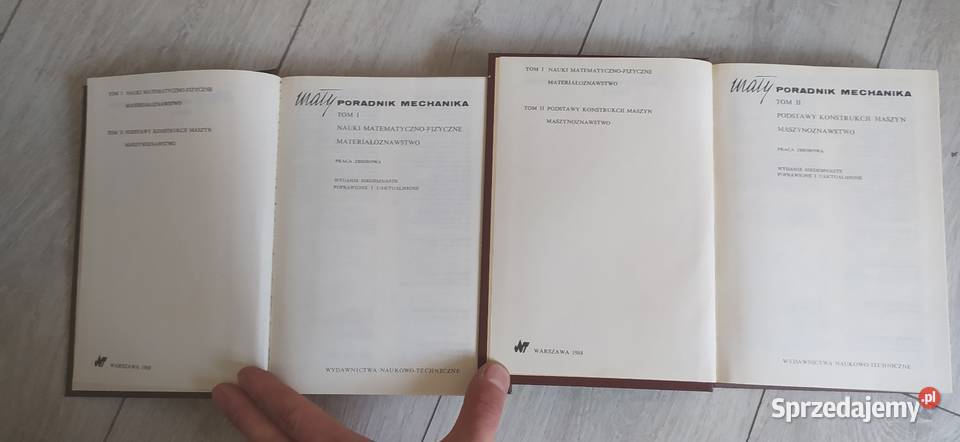 TOM I NAUKI MATEMATYCZNO-FIZYCZNE
MATERIAŁOZNAWSTWO
TOM II PODSTAWY KONSTRUKCJI MASZYN
MASZYNOZNAWSTWO
WARSZAWA 1988
mały PORADNIK MECHANIKA
TOM I
NAUKI MATEMATYCZNO-FIZYCZNE
MATERIAŁOZNAWSTWO
PRACA ZBIOROWA
WYDANIE SIEDEMNASTE
POPRAWIONE I UAKTUALNIONE
WYDAWNICTWA NAUKOWO-TECHNICZNE
TOM I NAUKI MATEMATYCZNO-FIZYCZNE
MATERIAŁOZNAWSTWO
TOM II PODSTAWY KONSTRUKCJI MASZYN
MASZYNOZNAWSTWO
WARSZAWA 1988
mały PORADNIK MECHANIKA
TOM II
PODSTAWY KONSTRUKCJI MASZYN
MASZYNOZNAWSTWO
PRACA ZBIOROWA
WYDANIE SIEDEMNASTE
POPRAWIONE I UAKTUALNIONE
WYDAWNICTWA NAUKOWO-TECHNICZNE
Sprzedajemy.pl